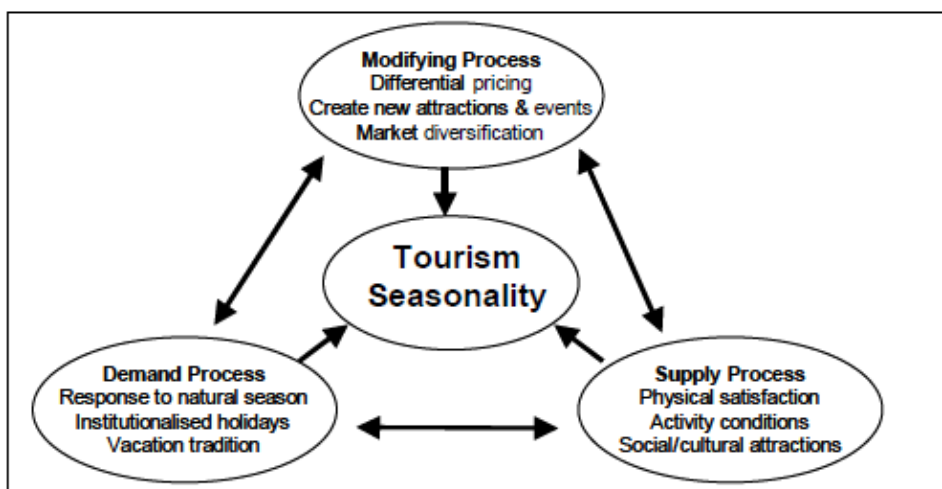 Modifying Process
Differential pricing
Create new attractions & events
Market diversification
Tourism
Seasonality
Demand Process
Response to natural season
Institutionalised holidays
Vacation tradition
Supply Process
Physical satisfaction
Activity conditions
Social/cultural attractions